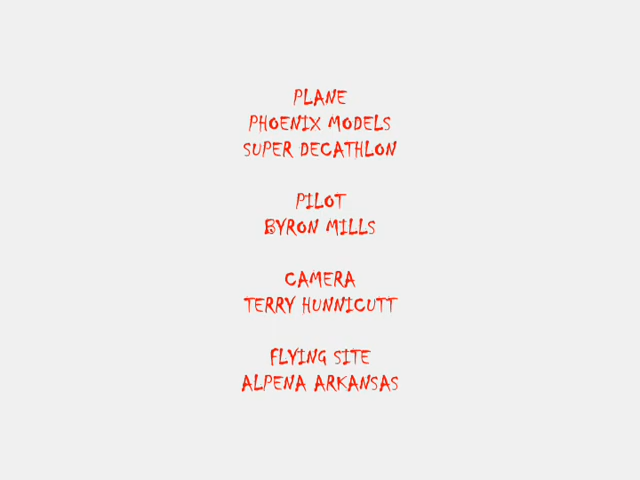 PLANE
PHOENIX MODELS
SUPER DECATHLON
PILOT
BYRON MILLS
CAMERA
TERRY HUNNICUTT
FLYING SITE
ALPENA ARKANSAS